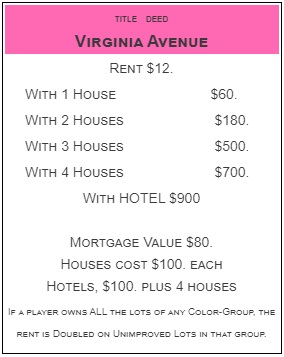 TITLE DEED
VIRGINIA AVENUE
RENT $12.
WITH 1 HOUSE $60.
WITH 2 HOUSES $180.
WITH 3 HOUSES $500.
WITH 4 HOUSES $700.
WITH HOTEL $900
MORTGAGE VALUE $80.
HOUSES COST $100. EACH
HOTELS, $100. PLUS 4 HOUSES
IF A PLAYER OWNS ALL THE LOTS OF ANY COLOR-GROUP, THE
RENT IS DOUBLED ON UNIMPROVED LOTS IN THAT GROUP.